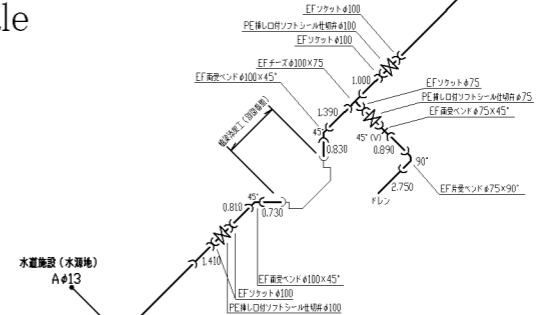 le
EFソケットφ100
PE挿し口付ソフトシール仕切弁φ100
EFソケットφ100
EFチーズφ100×75
EF両受ベンドφ100×45°
1.000
EFソケットφ75
PE挿し口付ソフトシール仕切弁φ75
EF両受ベンドφ75×45°
1.390
45°
0.830
45°(V)
0.890
90°
2.750
ドレン
EF片受ベンドφ75×90°
45°
0.810
0.730
1.410
水道施設(水源地)
Aφ13
EF両受ベンドφ100×45°
EFソケットφ100
PE挿し口付ソフトシール仕切弁φ100